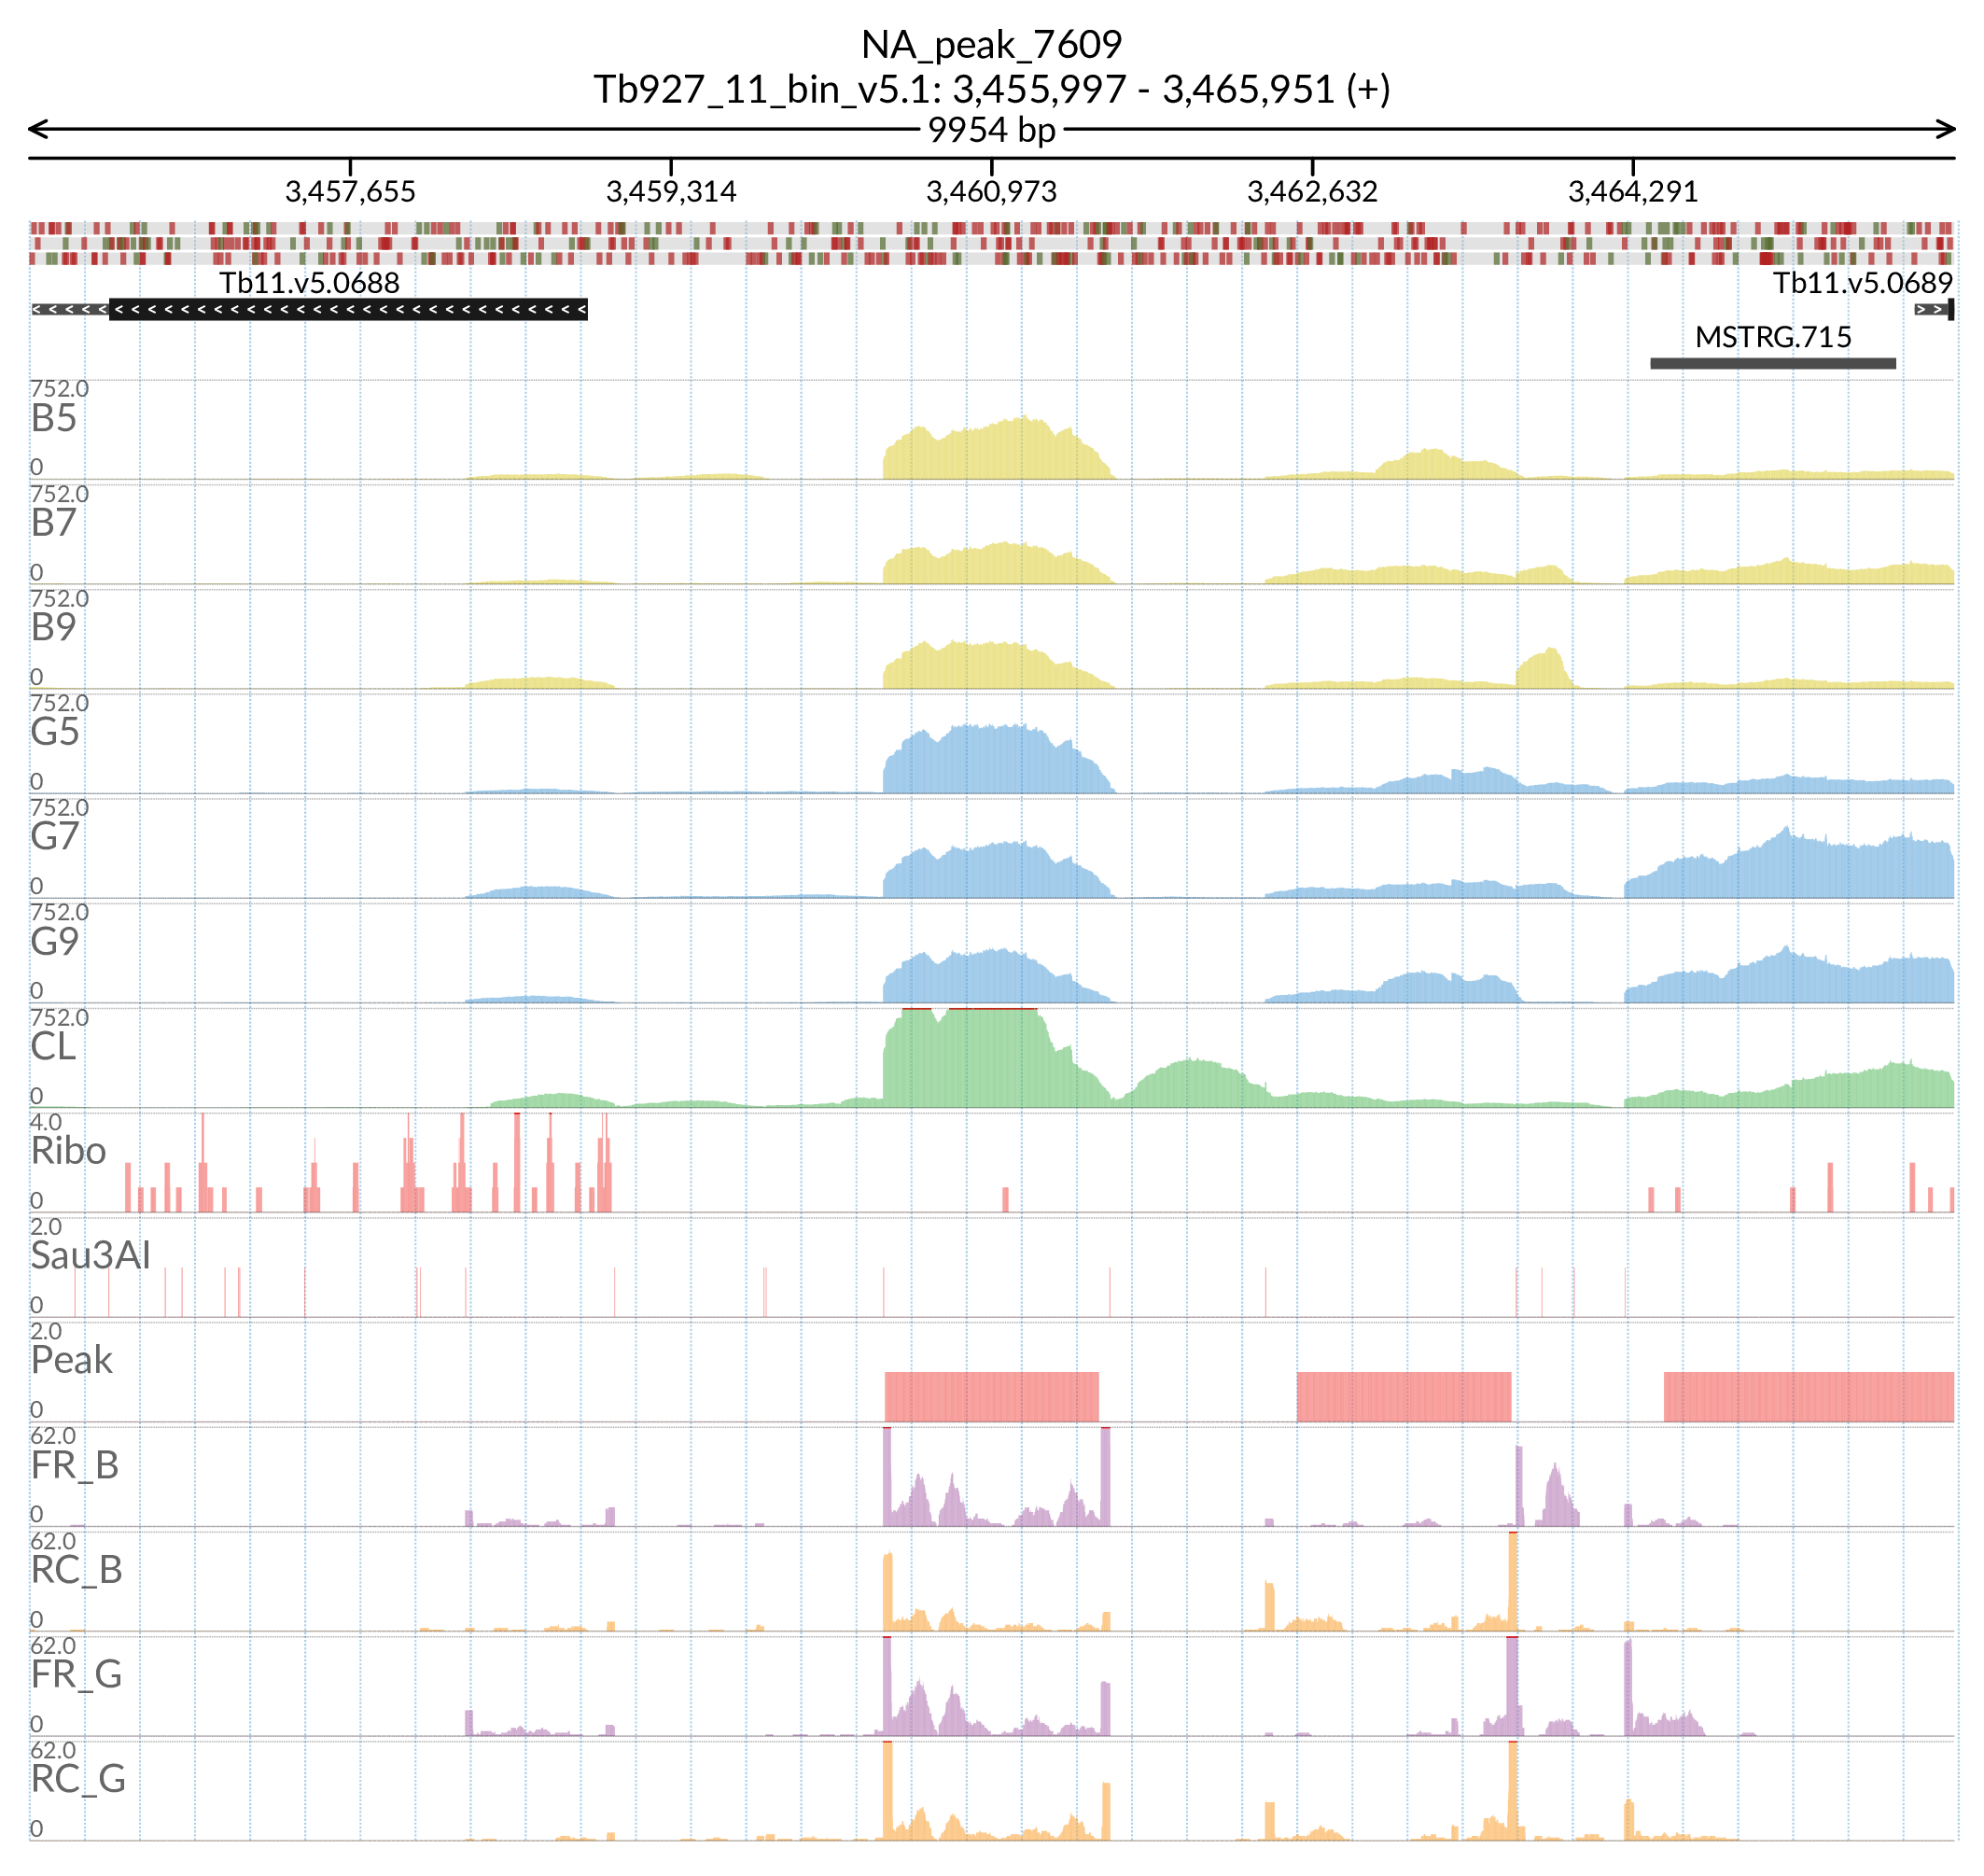 NA_peak_7609
Tb927_11_bin_v5.1: 3,455,997 - 3,465,951 (+)
9954 bp
3,457,655 3,459,314 3,460,973 3,462,632 3,464,291
Tb11.v5.0688 Tb11.v5.0689
MSTRG.715
752.0
B5
0
752.0
B7
0
752.0
B9
0
752.0
G5
0
752.0
G7
0
752.0
G9
0
752.0
CL
0
4.0
Ribo
0
2.0
Sau3AI
0
2.0
Peak
0
62.0
FR_B
0
62.0
RC_B
0
62.0
FR_G
0
62.0
RC_G
0